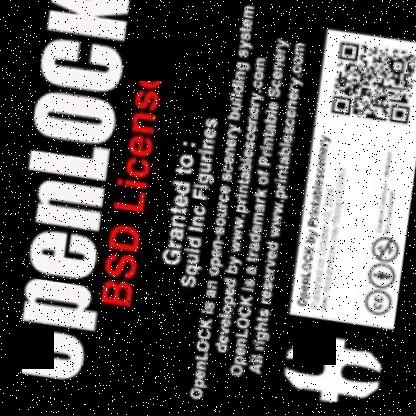 OpenLOCK
BSD License
Granted to :
Squid Inc Figurines
OpenLOCK is an open-source scenery building system
developed by www.printablescenery.com
OpenLOCK is a trademark of Printable Scenery
All rights reserved www.printablescenery.com
OpenLOCK by Printablescenery